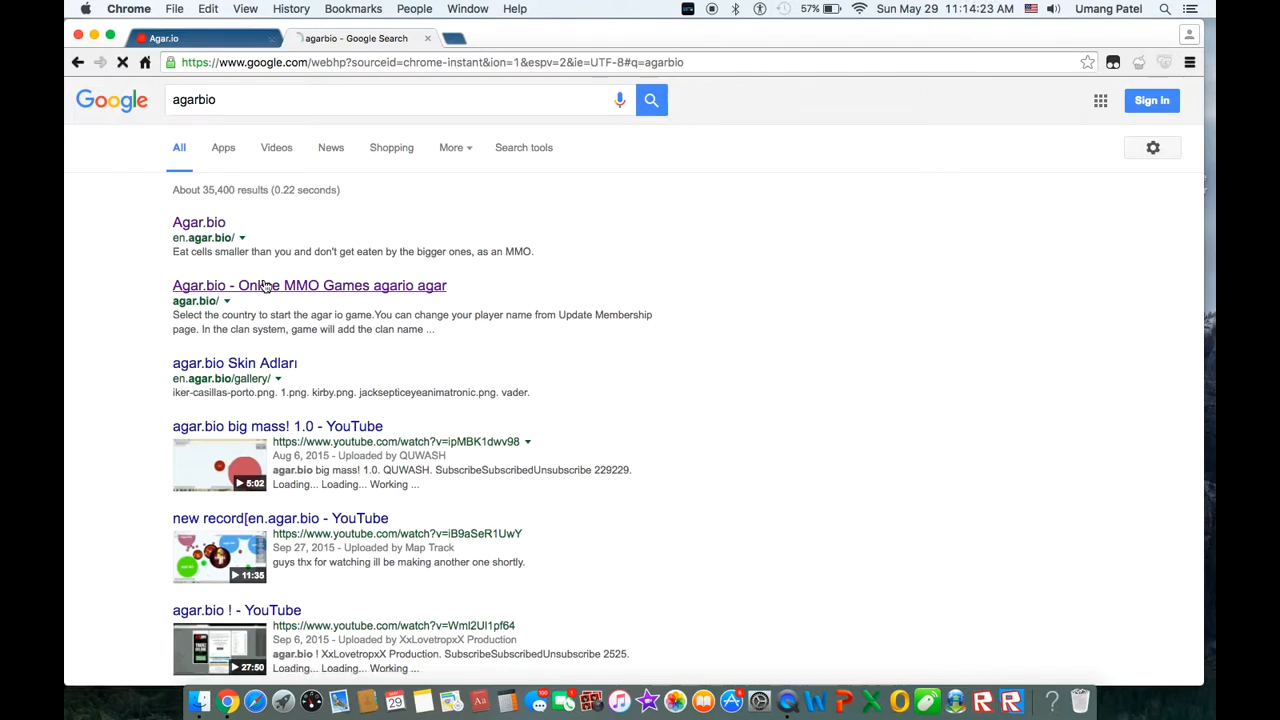 Chrome File Edit View History Bookmarks People Window Help 57% Sun May 29 11:14:23 AM Umang Patel
Agar.io agarbio - Google Search
https://www.google.com/webhp?sourceid=chrome-instant&ion=1&espv=2&ie=UTF-8#q=agarbio
Google agarbio Sign in
All Apps Videos News Shopping More Search tools
About 35,400 results (0.22 seconds)
Agar.bio
en.agar.bio/
Eat cells smaller than you and don't get eaten by the bigger ones, as an MMO.
Agar.bio - Online MMO Games agario agar
agar.bio/
Select the country to start the agar io game.You can change your player name from Update Membership
page. In the clan system, game will add the clan name ...
agar.bio Skin Adları
en.agar.bio/gallery/
iker-casillas-porto.png. 1.png. kirby.png. jacksepticeyeanimatronic.png. vader.
agar.bio big mass! 1.0 - YouTube
https://www.youtube.com/watch?v=ipMBK1dwv98
Aug 6, 2015 - Uploaded by QUWASH
agar.bio big mass! 1.0. QUWASH. SubscribeSubscribedUnsubscribe 229229.
5:02 Loading... Loading... Working ...
new record[en.agar.bio - YouTube
https://www.youtube.com/watch?v=iB9aSeR1UwY
Sep 27, 2015 - Uploaded by Map Track
guys thx for watching ill be making another one shortly.
11:35
agar.bio ! - YouTube
https://www.youtube.com/watch?v=Wml2Ul1pf64
Sep 6, 2015 - Uploaded by XxLovetropxX Production
agar.bio ! XxLovetropxX Production. SubscribeSubscribedUnsubscribe 2525.
27:50 Loading... Loading... Working ...